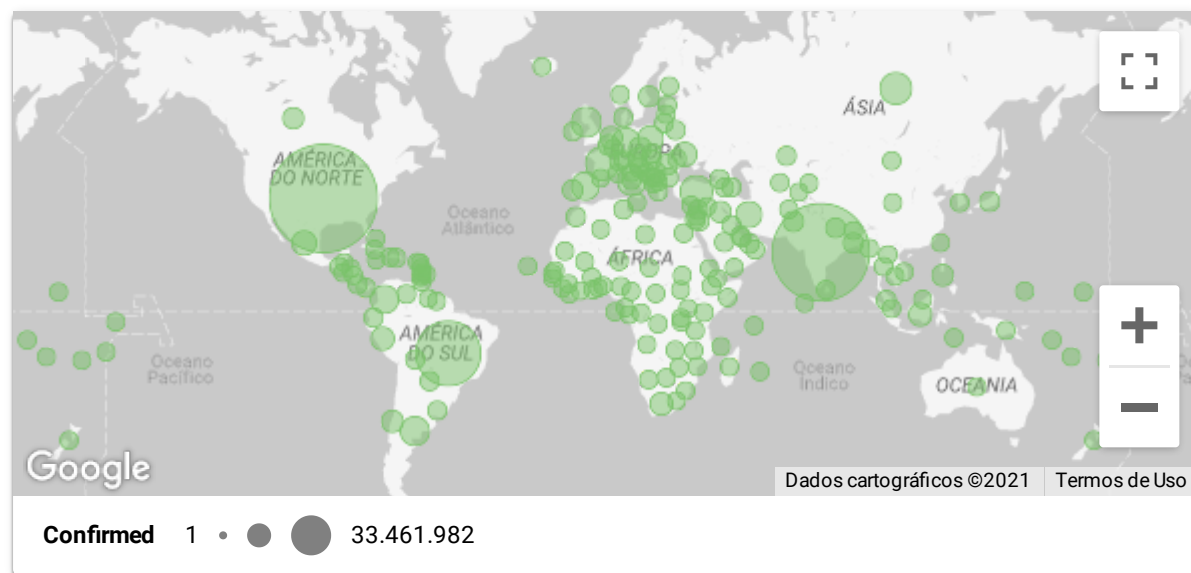 ÁSIA
AMÉRICA
DO NORTE
Oceano
Atlântico
ÁFRICA
AMÉRICA
DO SUL
Oceano
Pacífico
Oceano
Índico
OCEANIA
Google
Dados cartográficos ©2021
Termos de Uso
Confirmed 1 33.461.982